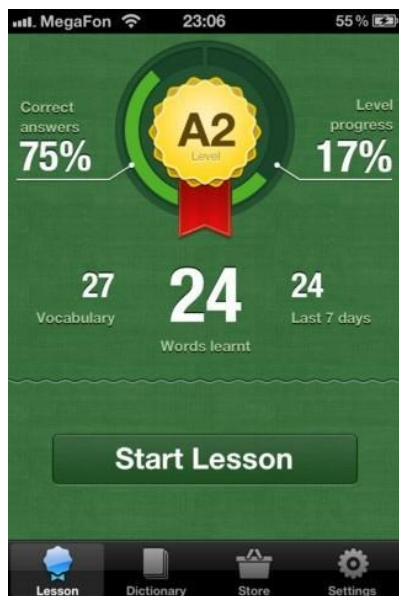 MegaFon 23:06 55%
Correct
answers
75%
Level
progress
17%
A2
Level
27
Vocabulary
24
Words learnt
24
Last 7 days
Start Lesson
Lesson Dictionary Store Settings